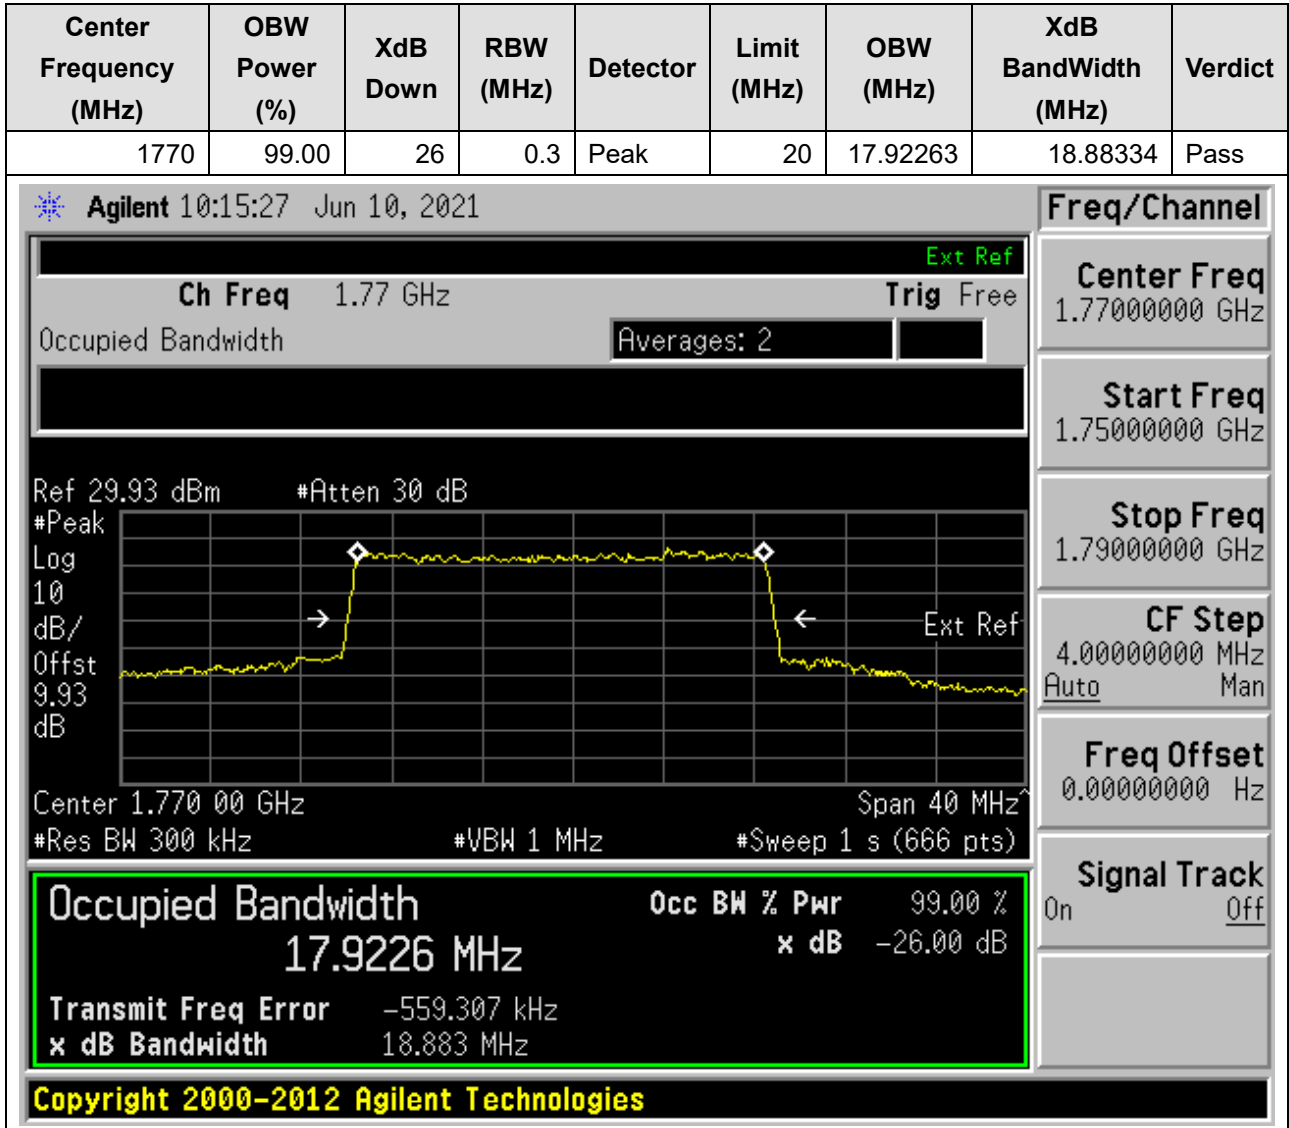 Center Frequency (MHz) OBW Power (%) XdB Down RBW (MHz) Detector Limit (MHz) OBW (MHz) XdB BandWidth (MHz) Verdict
1770 99.00 26 0.3 Peak 20 17.92263 18.88334 Pass
Agilent 10:15:27 Jun 10, 2021
Freq/Channel
Ext Ref
Ch Freq 1.77 GHz Trig Free
Occupied Bandwidth Averages: 2
Center Freq
1.77000000 GHz
Start Freq
1.75000000 GHz
Stop Freq
1.79000000 GHz
CF Step
4.00000000 MHz
Auto Man
Freq Offset
0.00000000 Hz
Signal Track
On Off
Ref 29.93 dBm #Atten 30 dB
#Peak
Log
10
dB/
Offst
9.93
dB
Ext Ref
Center 1.770 00 GHz Span 40 MHz^
#Res BW 300 kHz #VBW 1 MHz #Sweep 1 s (666 pts)
Occupied Bandwidth
17.9226 MHz
Occ BW % Pwr 99.00 %
x dB -26.00 dB
Transmit Freq Error -559.307 kHz
x dB Bandwidth 18.883 MHz
Copyright 2000-2012 Agilent Technologies